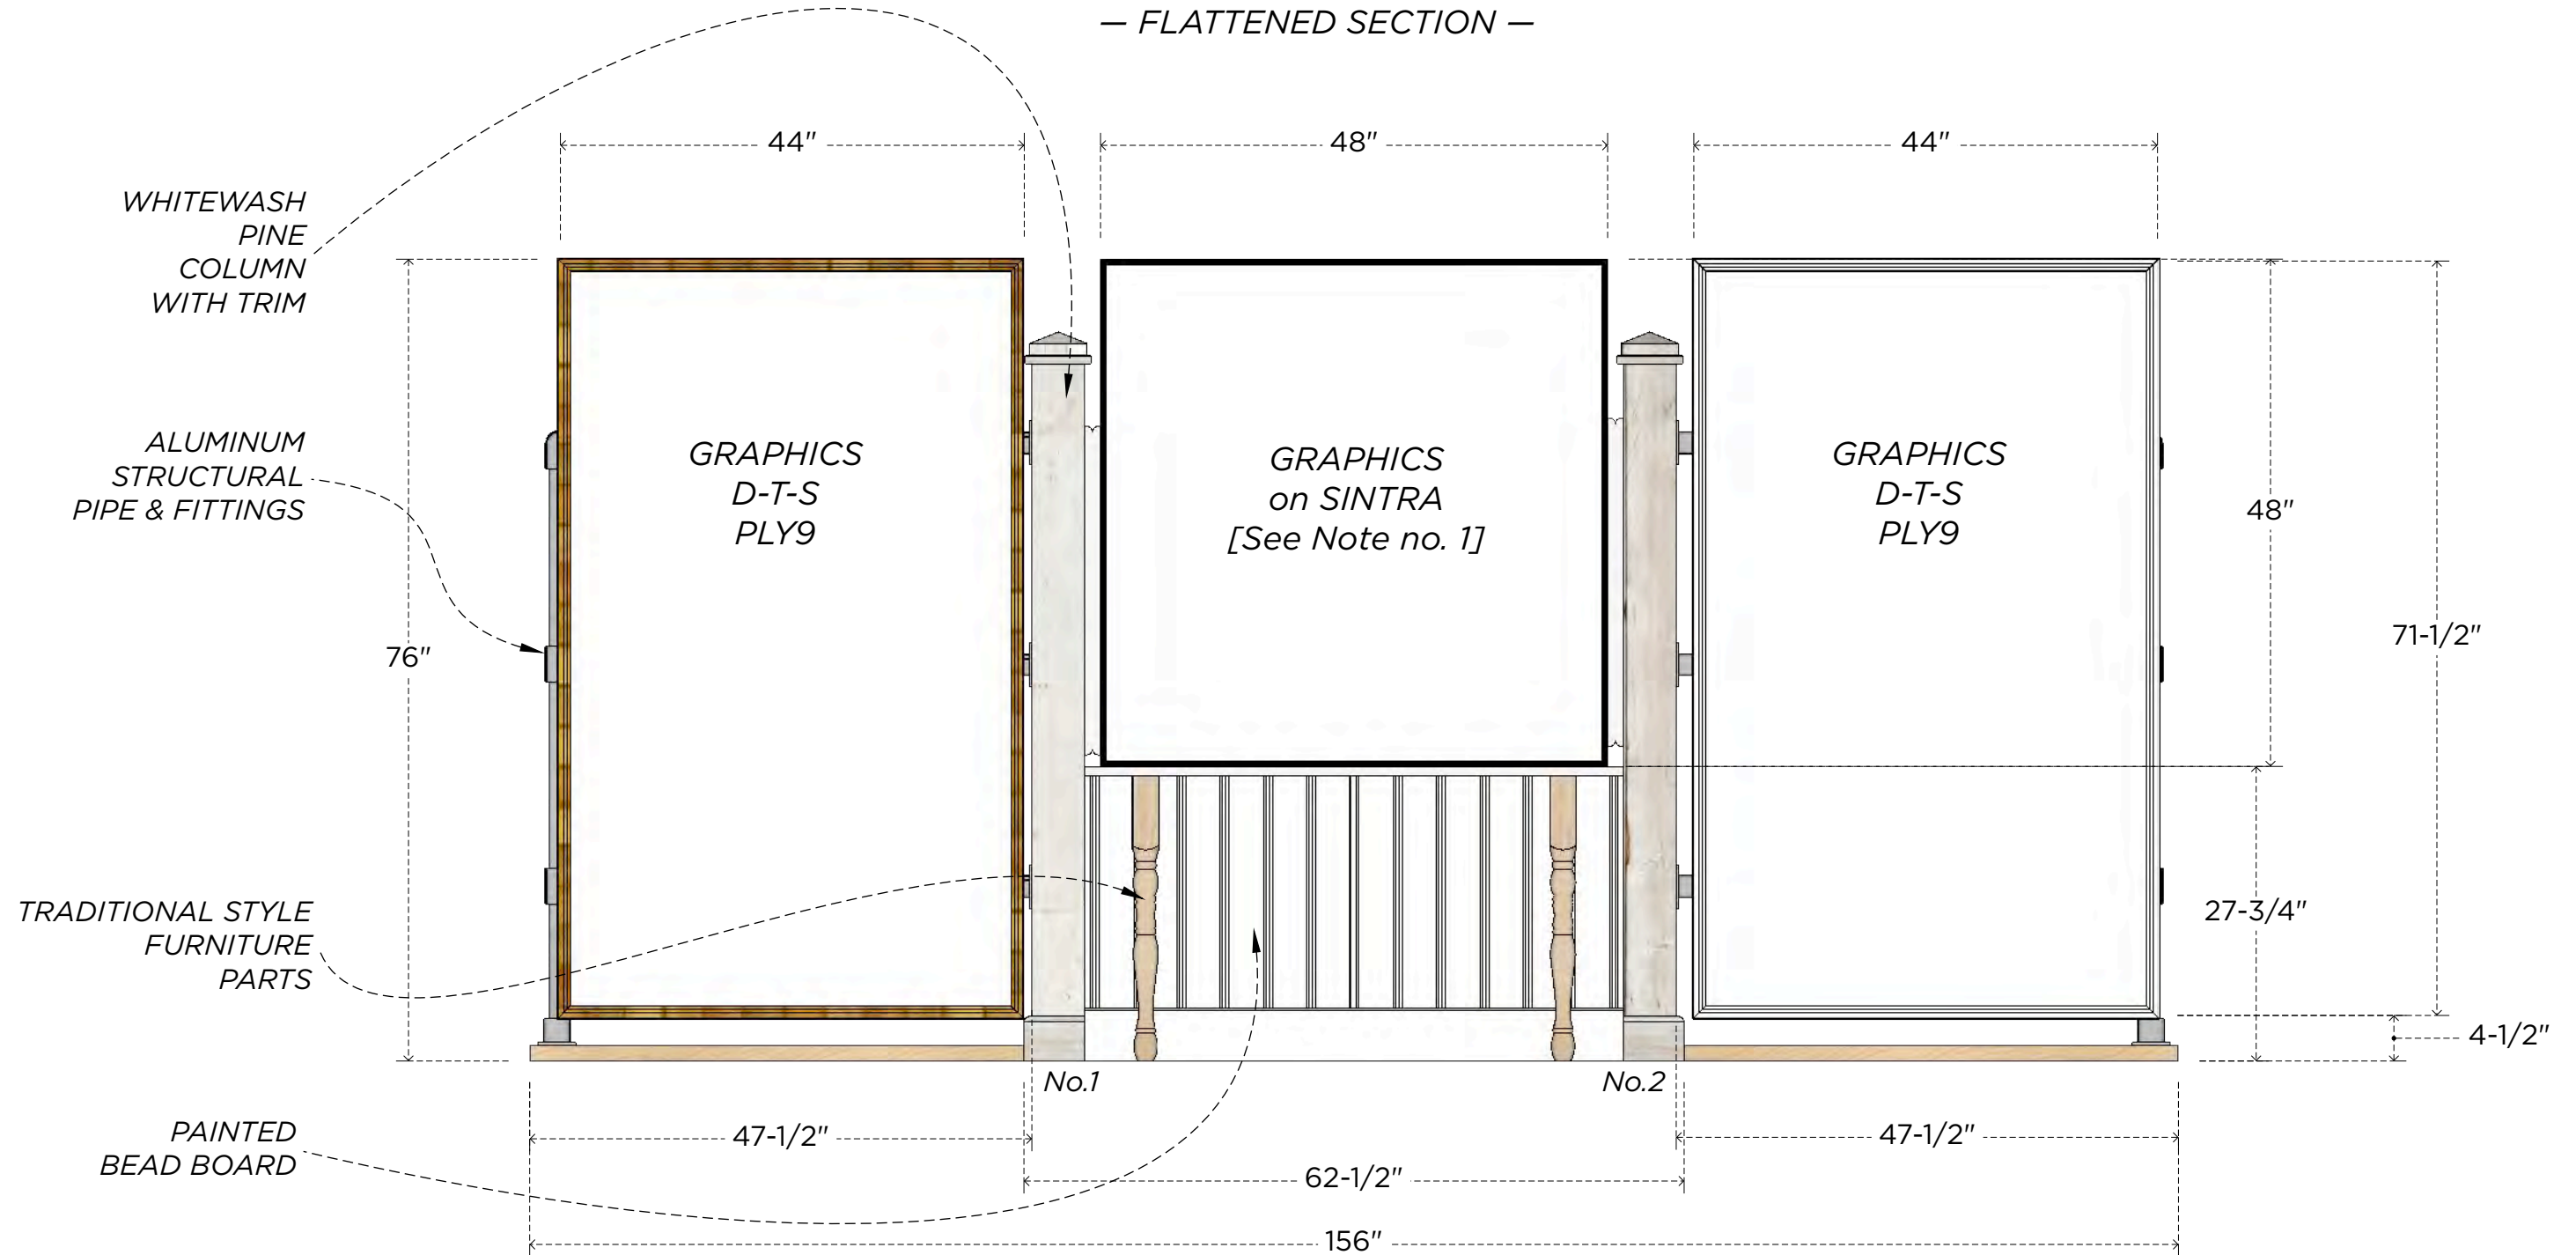 — FLATTENED SECTION —
44"
48"
44"
WHITEWASH
PINE
COLUMN
WITH TRIM
ALUMINUM
STRUCTURAL
PIPE & FITTINGS
GRAPHICS
D-T-S
PLY9
GRAPHICS
on SINTRA
[See Note no. 1]
GRAPHICS
D-T-S
PLY9
48"
71-1/2"
76"
27-3/4"
TRADITIONAL STYLE
FURNITURE
PARTS
4-1/2"
No.1
No.2
PAINTED
BEAD BOARD
47-1/2"
47-1/2"
62-1/2"
156"